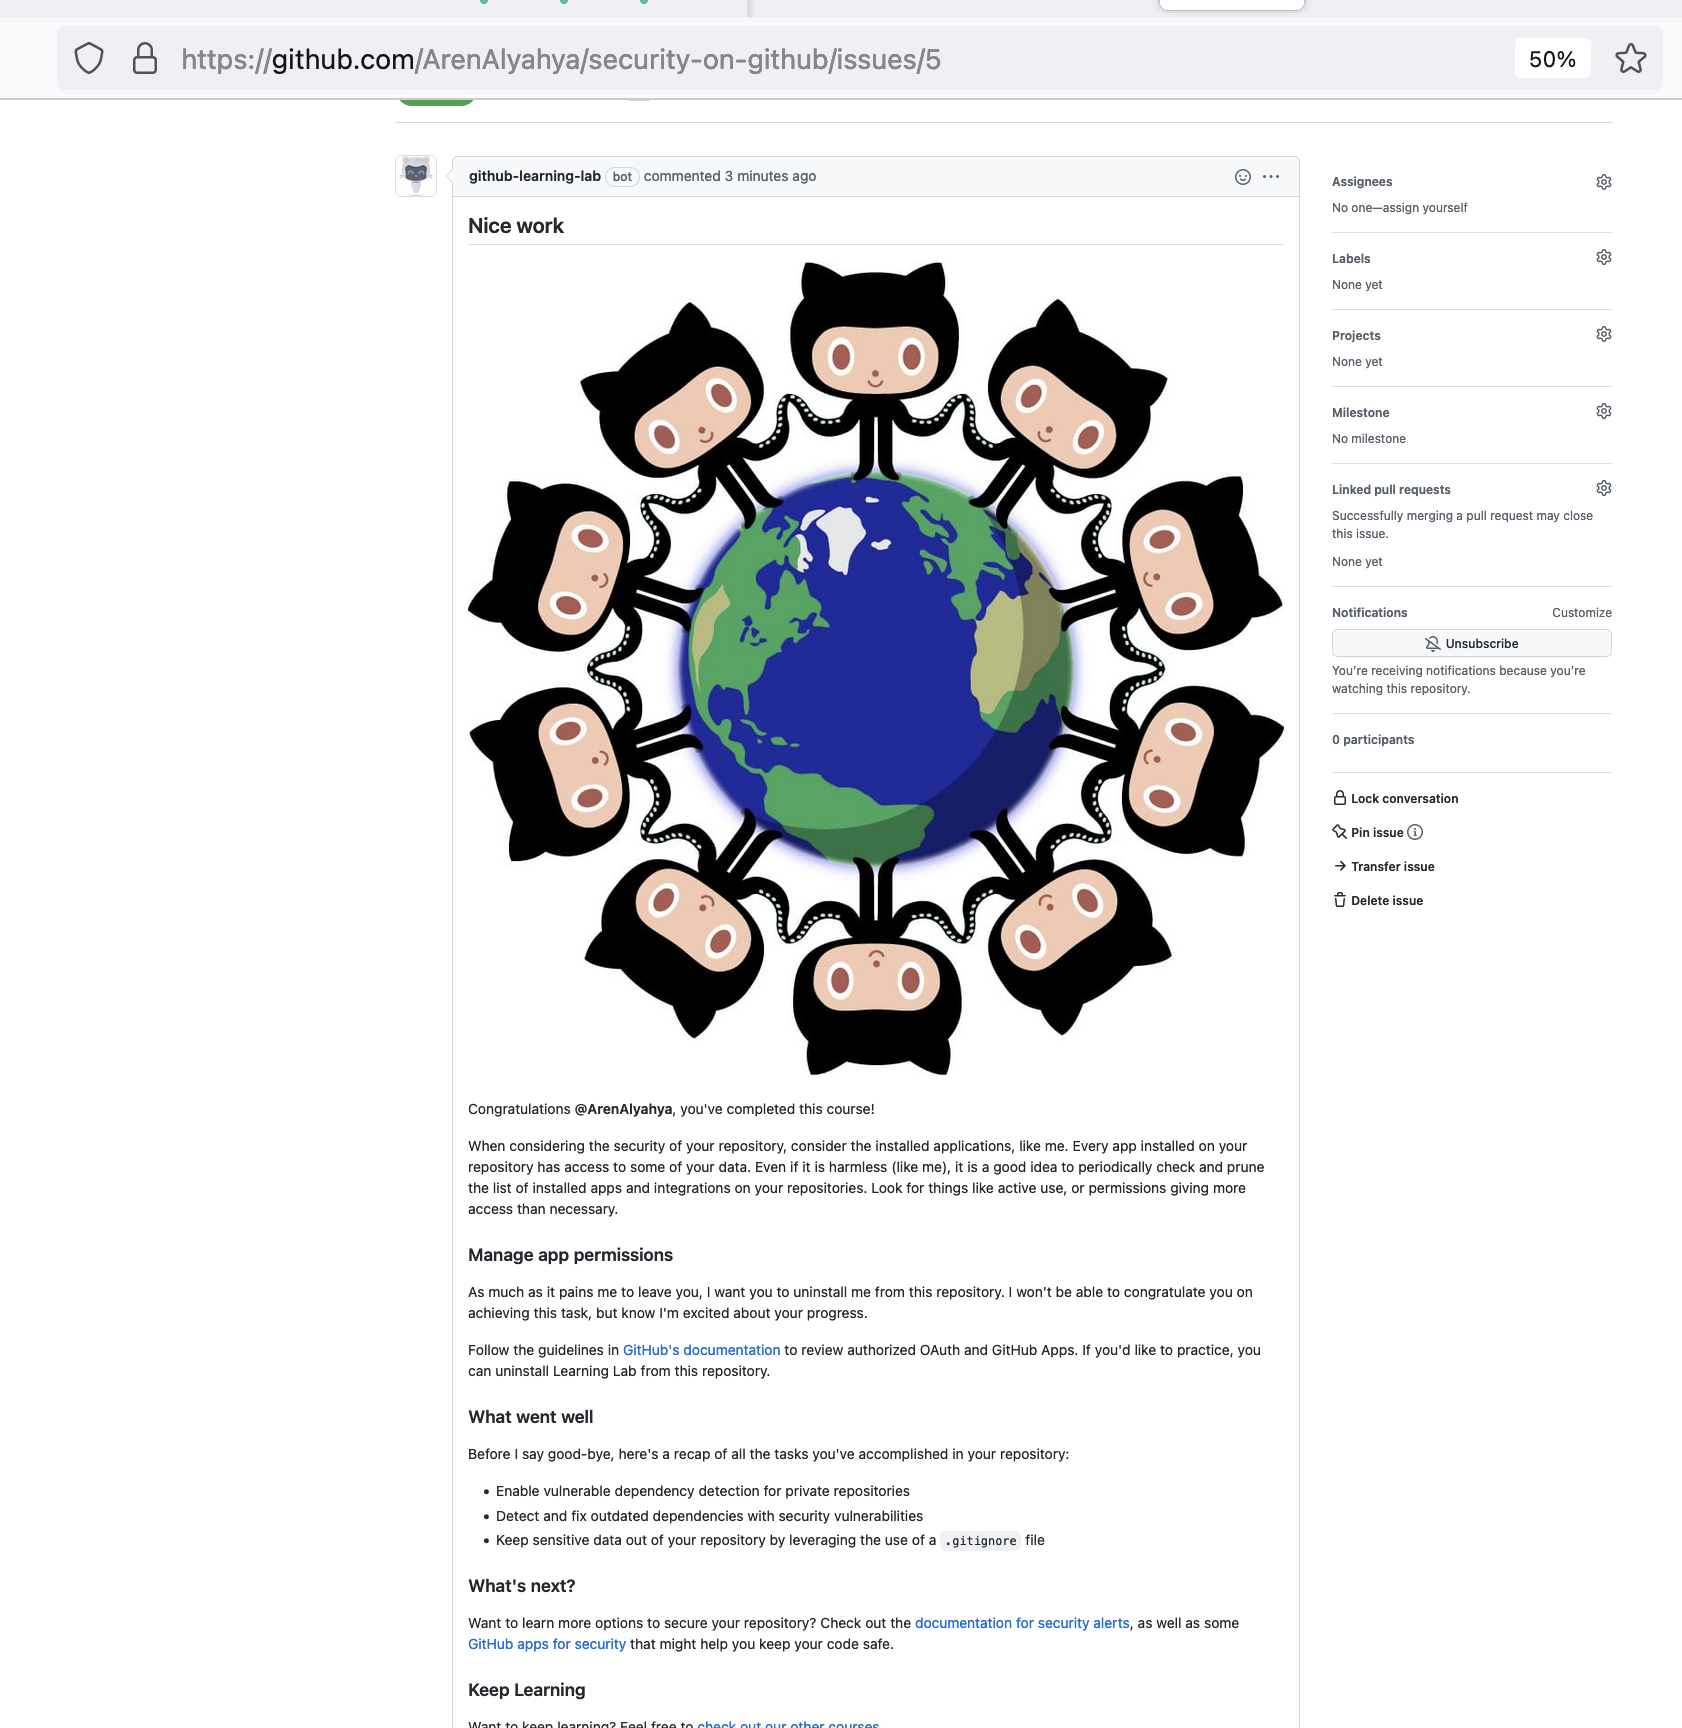 https://github.com/ArenAlyahya/security-on-github/issues/5
50%
github-learning-lab bot commented 3 minutes ago
Nice work
Congratulations @ArenAlyahya, you've completed this course!
When considering the security of your repository, consider the installed applications, like me. Every app installed on your
repository has access to some of your data. Even if it is harmless (like me), it is a good idea to periodically check and prune
the list of installed apps and integrations on your repositories. Look for things like active use, or permissions giving more
access than necessary.
Manage app permissions
As much as it pains me to leave you, I want you to uninstall me from this repository. I won't be able to congratulate you on
achieving this task, but know I'm excited about your progress.
Follow the guidelines in GitHub's documentation to review authorized OAuth and GitHub Apps. If you'd like to practice, you
can uninstall Learning Lab from this repository.
What went well
Before I say good-bye, here's a recap of all the tasks you've accomplished in your repository:
• Enable vulnerable dependency detection for private repositories
• Detect and fix outdated dependencies with security vulnerabilities
• Keep sensitive data out of your repository by leveraging the use of a .gitignore file
What's next?
Want to learn more options to secure your repository? Check out the documentation for security alerts, as well as some
GitHub apps for security that might help you keep your code safe.
Keep Learning
Want to keep learning? Feel free to check out our other courses
Assignees
No one—assign yourself
Labels
None yet
Projects
None yet
Milestone
No milestone
Linked pull requests
Successfully merging a pull request may close
this issue.
None yet
Notifications
Customize
Unsubscribe
You're receiving notifications because you're
watching this repository.
0 participants
Lock conversation
Pin issue
Transfer issue
Delete issue